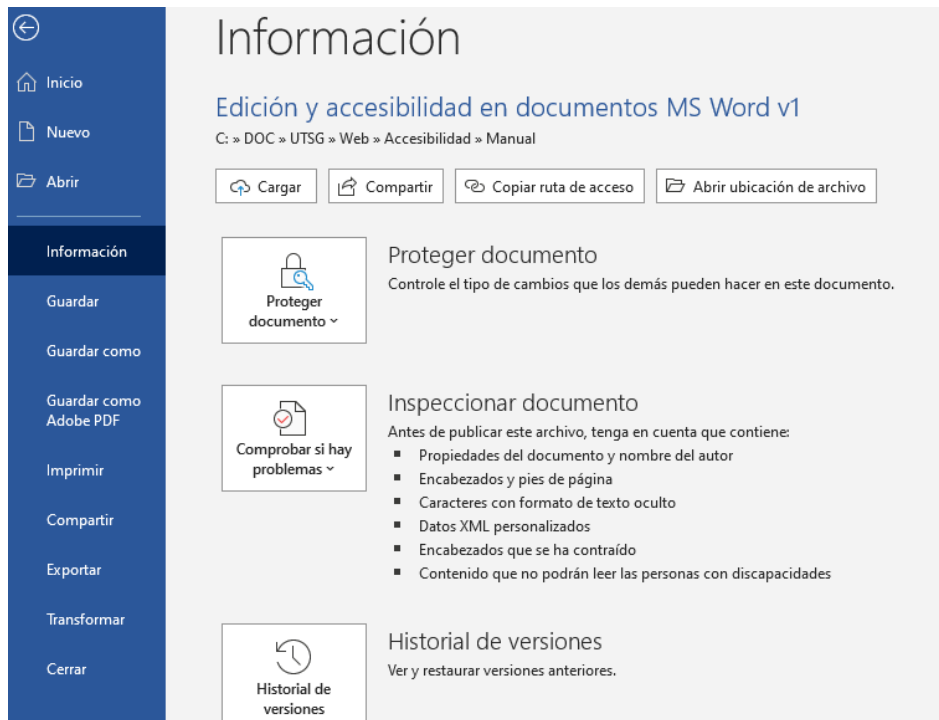 Información
Inicio
Nuevo
Abrir
Información
Guardar
Guardar como
Guardar como
Adobe PDF
Imprimir
Compartir
Exportar
Transformar
Cerrar
Edición y accesibilidad en documentos MS Word v1
C: » DOC » UTSG » Web » Accesibilidad » Manual
Cargar
Compartir
Copiar ruta de acceso
Abrir ubicación de archivo
Proteger
documento
Proteger documento
Controle el tipo de cambios que los demás pueden hacer en este documento.
Comprobar si hay
problemas
Inspeccionar documento
Antes de publicar este archivo, tenga en cuenta que contiene:
Propiedades del documento y nombre del autor
Encabezados y pies de página
Caracteres con formato de texto oculto
Datos XML personalizados
Encabezados que se ha contraído
Contenido que no podrán leer las personas con discapacidades
Historial de
versiones
Historial de versiones
Ver y restaurar versiones anteriores.